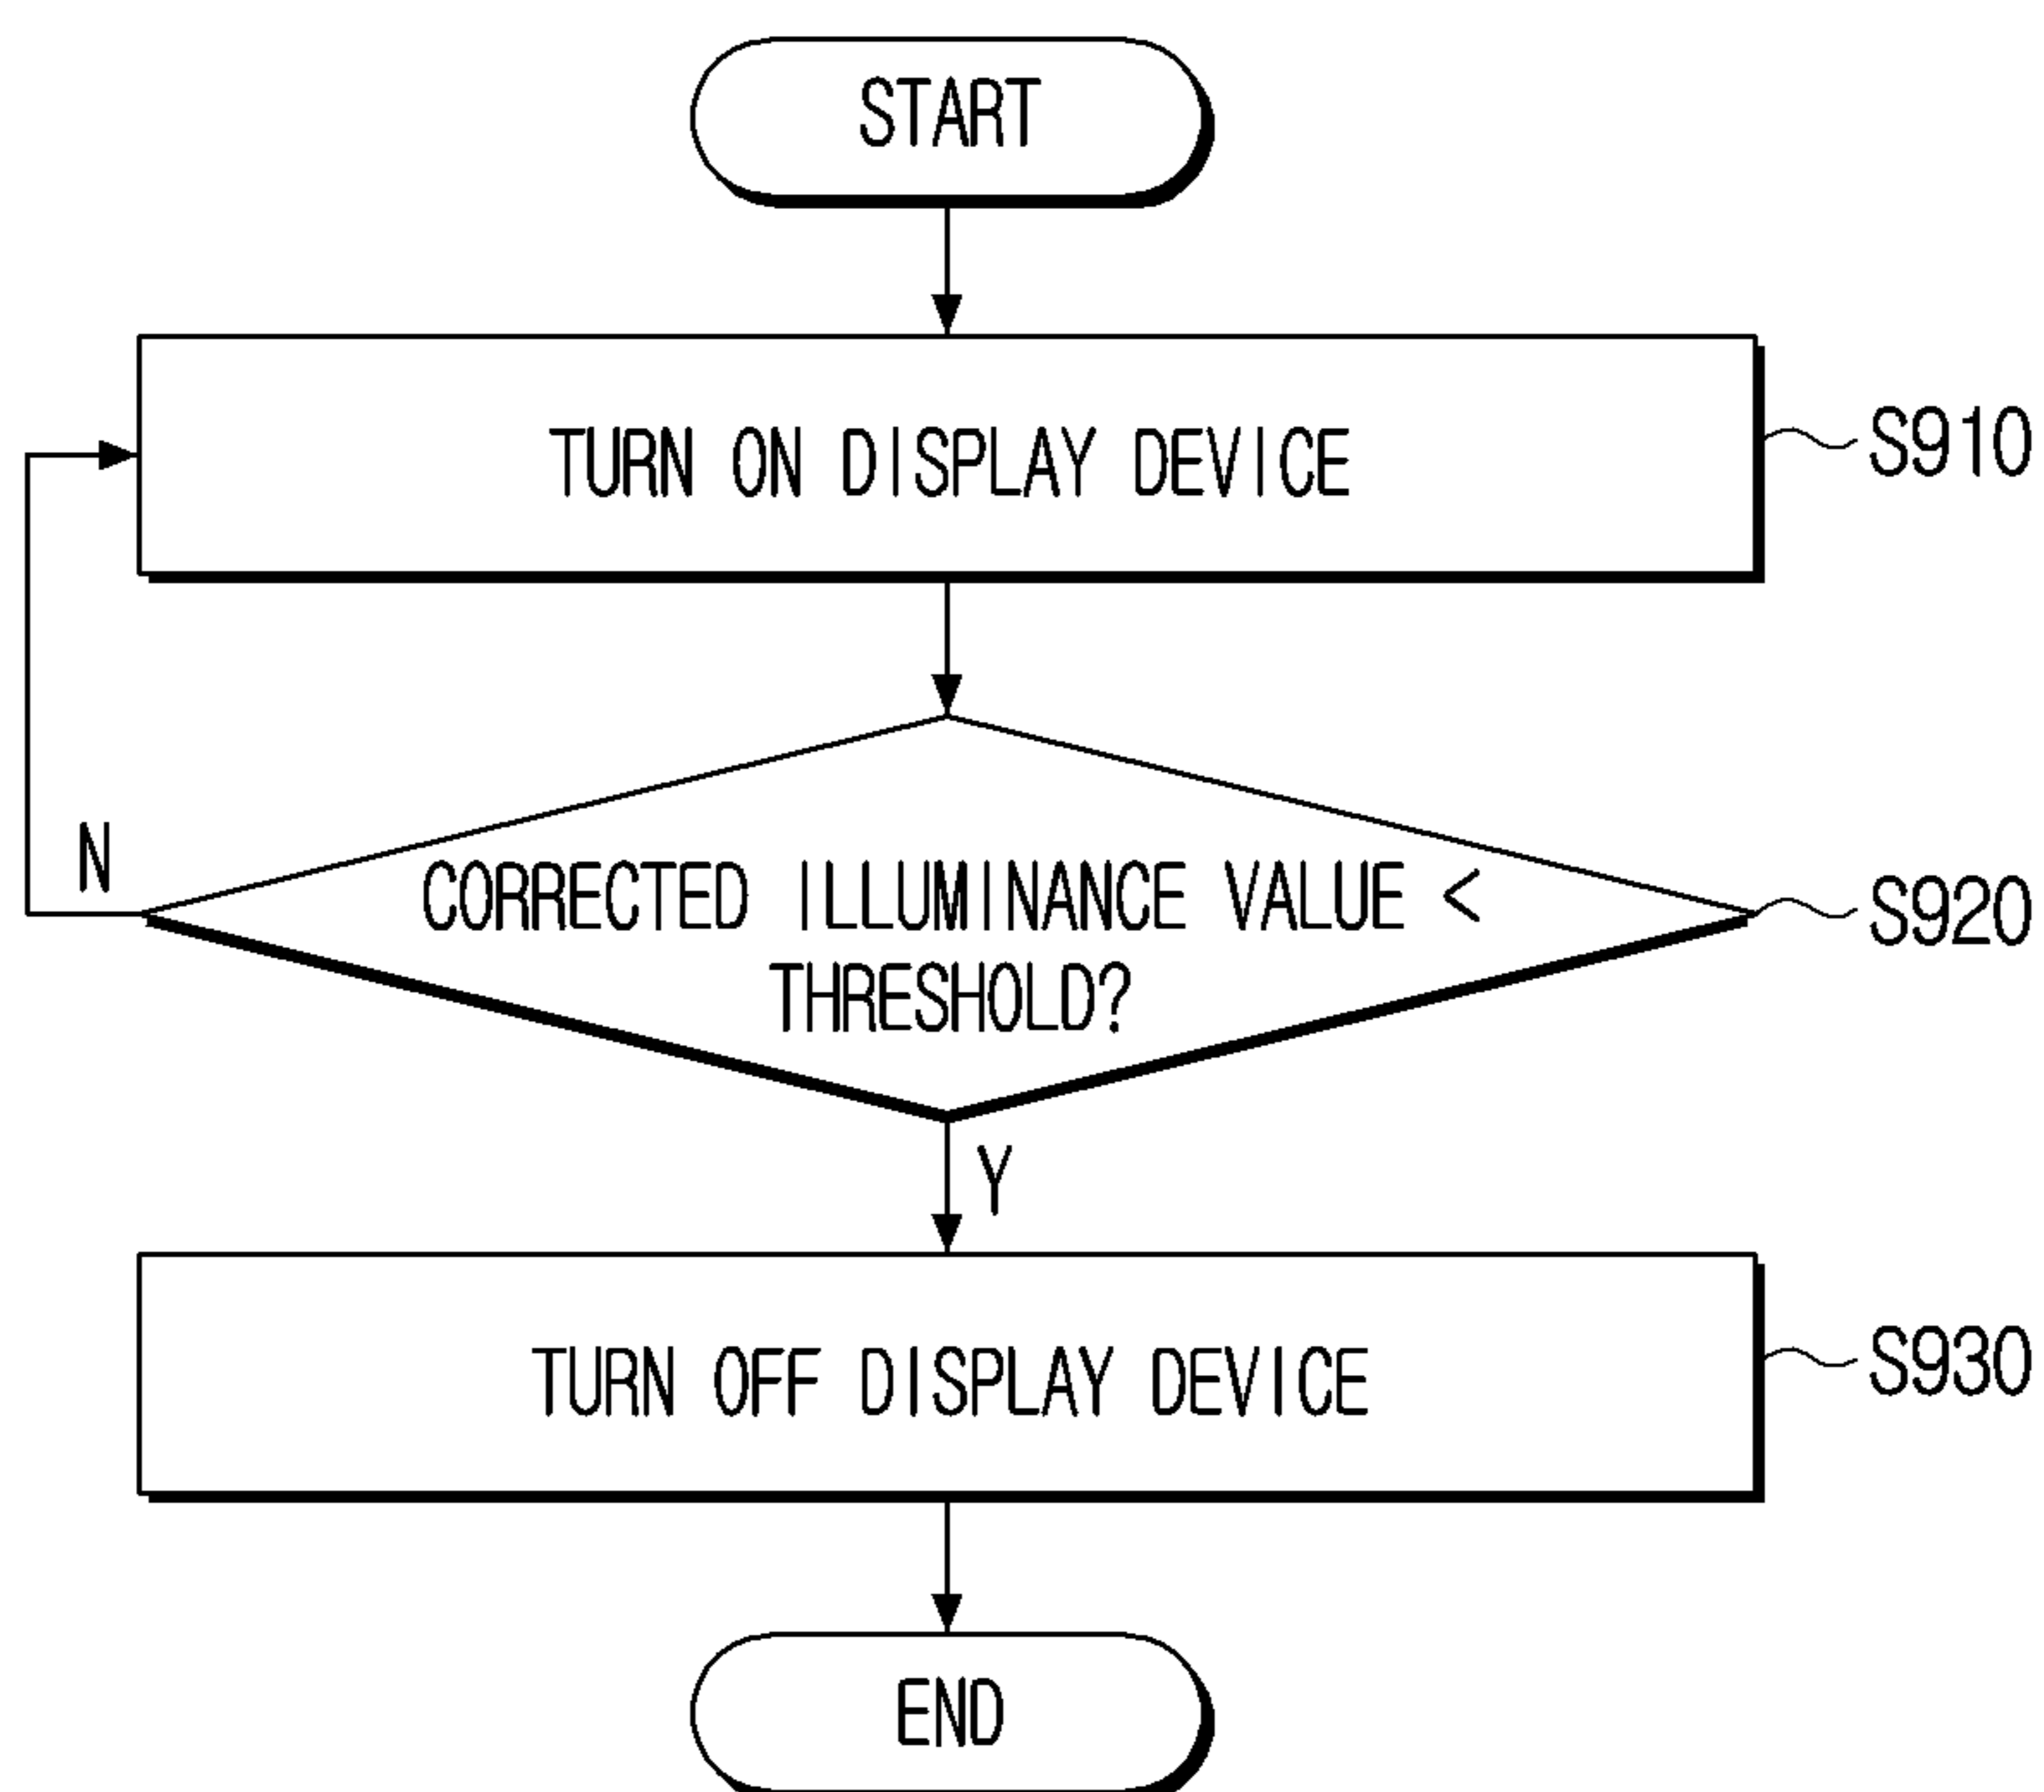 START
TURN ON DISPLAY DEVICE
S910
N
CORRECTED ILLUMINANCE VALUE <
THRESHOLD?
S920
Y
TURN OFF DISPLAY DEVICE
S930
END